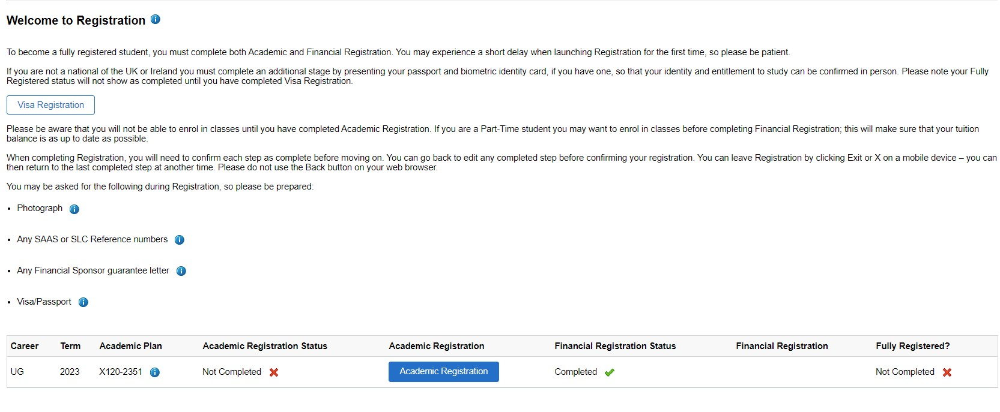 Welcome to Registration
To become a fully registered student, you must complete both Academic and Financial Registration. You may experience a short delay when launching Registration for the first time, so please be patient.
If you are not a national of the UK or Ireland you must complete an additional stage by presenting your passport and biometric identity card, if you have one, so that your identity and entitlement to study can be confirmed in person. Please note your Fully
Registered status will not show as completed until you have completed Visa Registration.
Visa Registration
Please be aware that you will not be able to enrol in classes until you have completed Academic Registration. If you are a Part-Time student you may want to enrol in classes before completing Financial Registration; this will make sure that your tuition
balance is as up to date as possible.
When completing Registration, you will need to confirm each step as complete before moving on. You can go back to edit any completed step before confirming your registration. You can leave Registration by clicking Exit or X on a mobile device – you can
then return to the last completed step at another time. Please do not use the Back button on your web browser.
You may be asked for the following during Registration, so please be prepared:
• Photograph
• Any SAAS or SLC Reference numbers
• Any Financial Sponsor guarantee letter
• Visa/Passport
Career Term Academic Plan Academic Registration Status Academic Registration Financial Registration Status Financial Registration Fully Registered?
UG 2023 X120-2351 Not Completed Academic Registration Completed Not Completed